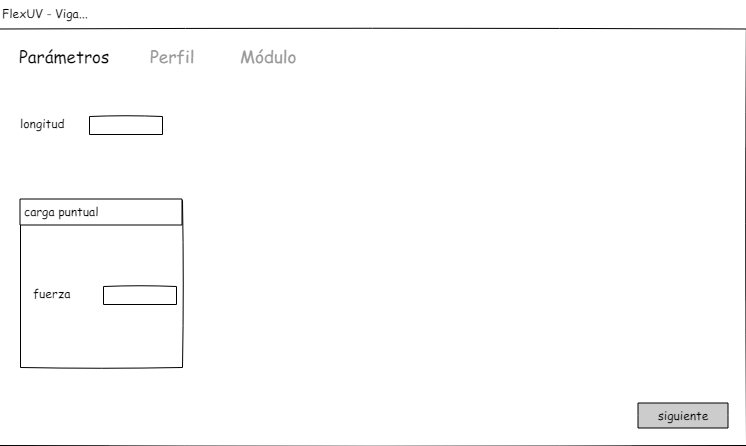 FlexUV - Viga...
Parámetros Perfil Módulo
longitud
carga puntual
fuerza
siguiente